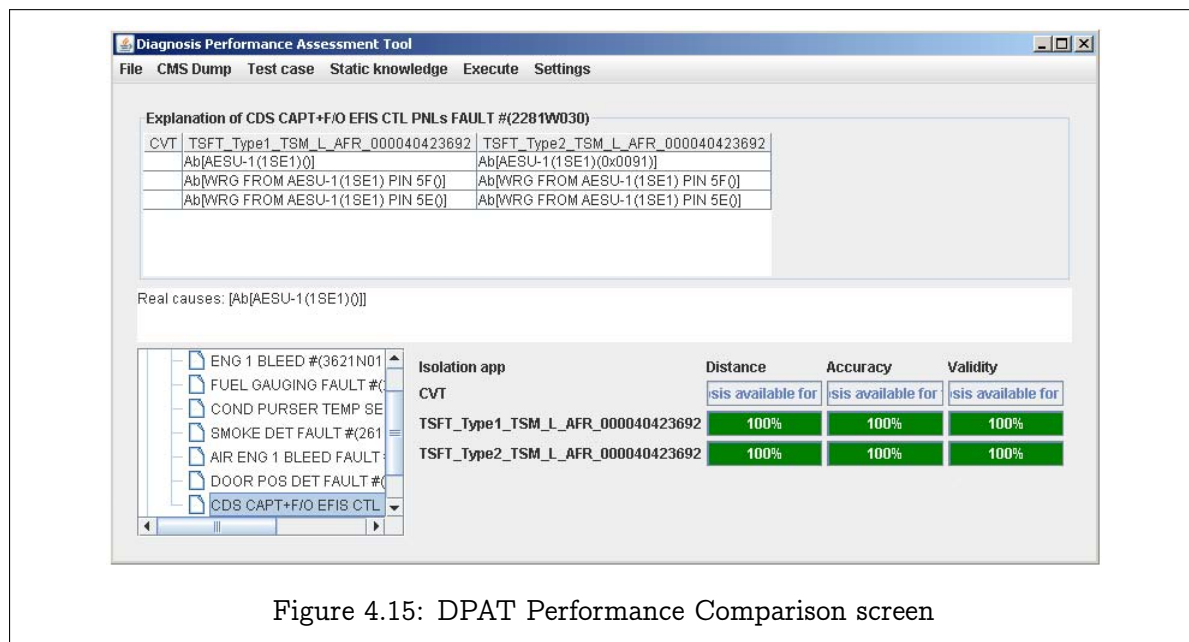 Diagnosis Performance Assessment Tool
File CMS Dump Test case Static knowledge Execute Settings
Explanation of CDS CAPT+F/O EFIS CTL PNLs FAULT #(2281W030)
CVT TSFT_Type1_TSM_L_AFR_000040423692 TSFT_Type2_TSM_L_AFR_000040423692
Ab[AESU-1(1SE1)()] Ab[AESU-1(1SE1)(0x0091)]
Ab[WRG FROM AESU-1(1SE1) PIN 5F()] Ab[WRG FROM AESU-1(1SE1) PIN 5F()]
Ab[WRG FROM AESU-1(1SE1) PIN 5E()] Ab[WRG FROM AESU-1(1SE1) PIN 5E()]
Real causes: [Ab[AESU-1(1SE1)()]]
ENG 1 BLEED #(3621N01
FUEL GAUGING FAULT #(
COND PURSER TEMP SE
SMOKE DET FAULT #(261
AIR ENG 1 BLEED FAULT
DOOR POS DET FAULT #(
CDS CAPT+F/O EFIS CTL
Isolation app Distance Accuracy Validity
CVT sis available for sis available for sis available for
TSFT_Type1_TSM_L_AFR_000040423692 100% 100% 100%
TSFT_Type2_TSM_L_AFR_000040423692 100% 100% 100%
Figure 4.15: DPAT Performance Comparison screen